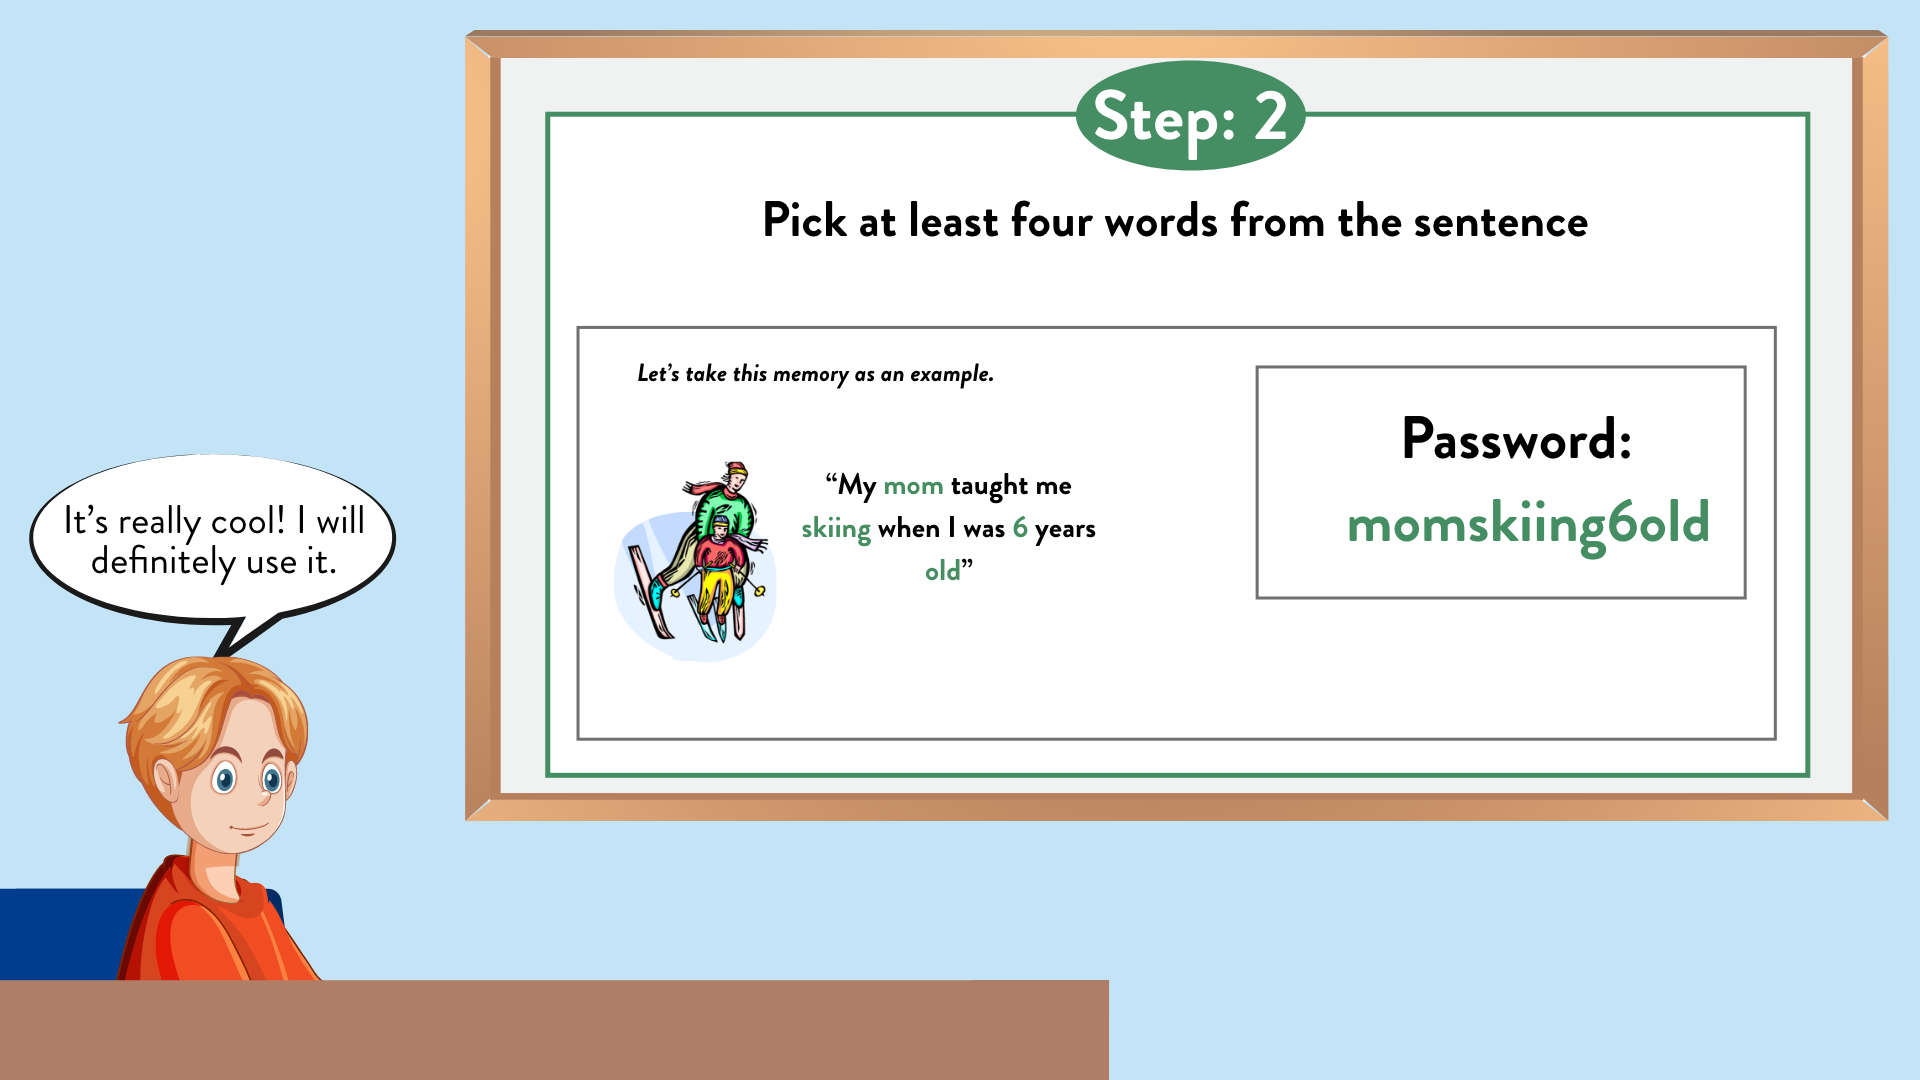 Step: 2
Pick at least four words from the sentence
Let’s take this memory as an example.
“My mom taught me
skiing when I was 6 years
old”
Password:
momskiing6old
It’s really cool! I will
definitely use it.